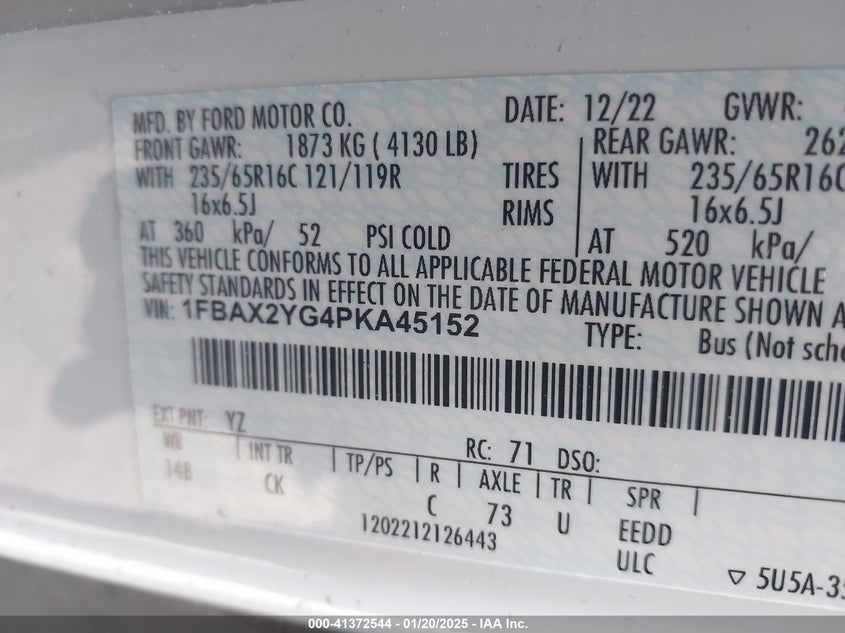 MFD. BY FORD MOTOR CO. DATE: 12/22 GVWR:
FRONT GAWR: 1873 KG ( 4130 LB) REAR GAWR: 262
WITH 235/65R16C 121/119R TIRES WITH 235/65R16C
16x6.5J RIMS 16x6.5J
AT 360 kPa/ 52 PSI COLD AT 520 kPa/
THIS VEHICLE CONFORMS TO ALL APPLICABLE FEDERAL MOTOR VEHICLE
SAFETY STANDARDS IN EFFECT ON THE DATE OF MANUFACTURE SHOWN A
VIN: 1FBAX2YG4PKA45152 TYPE: Bus (Not sche
EXT PNT: YZ RC: 71 DSO:
WB INT TR TP/PS R AXLE TR SPR
148 CK C 73 U EEDD
1202212126443 ULC
▽ 5U5A-35
000-41372544 - 01/20/2025 - IAA Inc.